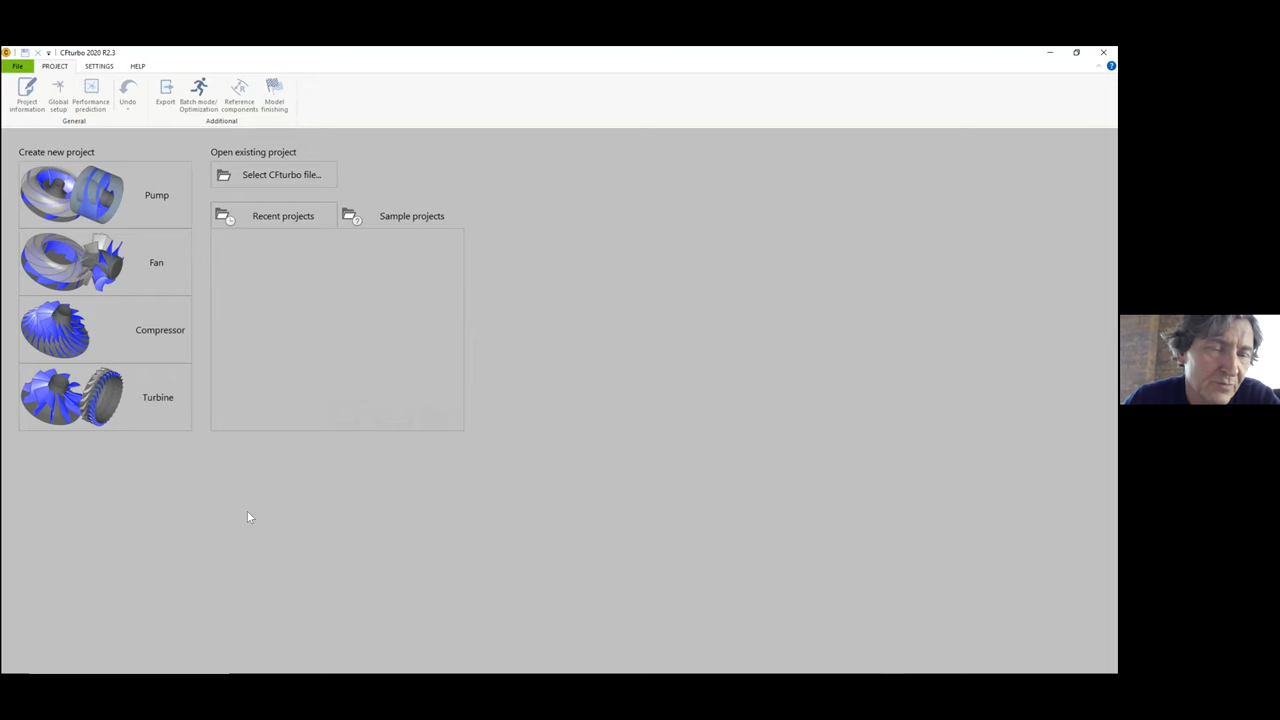 CFturbo 2020 R2.3
File PROJECT SETTINGS HELP
Project information
Global setup
Performance prediction
Undo
Export
Batch mode/ Optimization
Reference components
Model finishing
General
Additional
Create new project
Pump
Fan
Compressor
Turbine
Open existing project
Select CFturbo file...
Recent projects
Sample projects